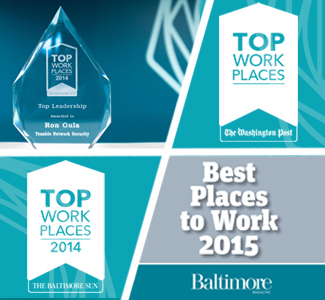 TOP
WORK
PLACES
2014
Top Leadership
Awarded to
Ron Gula
Tenable Network Security
TOP
WORK
PLACES
The Washington Post
TOP
WORK
PLACES
2014
THE BALTIMORE SUN
Best
Places
to Work
2015
Baltimore
MAGAZINE